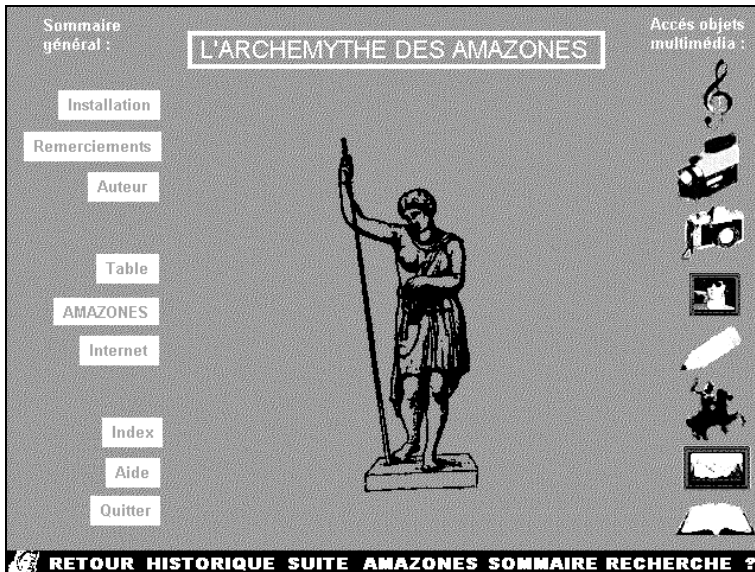 Sommaire
général :
L'ARCHEMYTHE DES AMAZONES
Accés objets
multimédia :
Installation
Remerciements
Auteur
Table
AMAZONES
Internet
Index
Aide
Quitter
RETOUR HISTORIQUE SUITE AMAZONES SOMMAIRE RECHERCHE ?